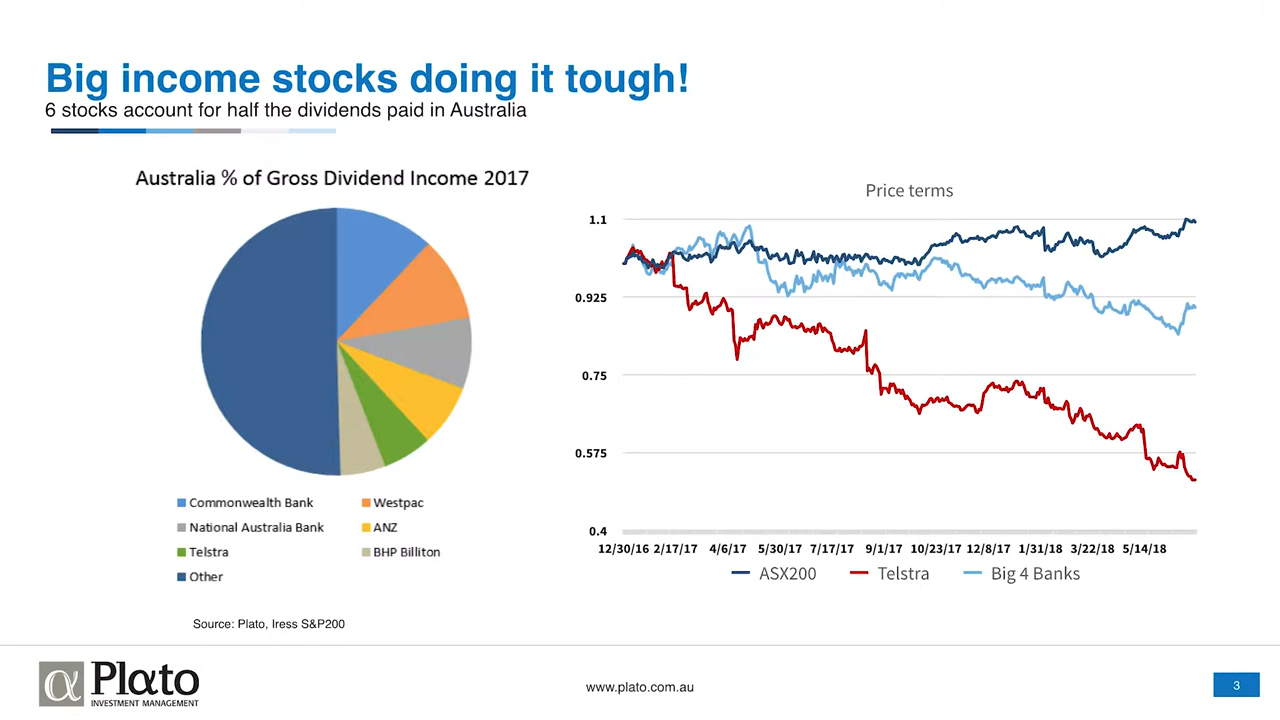 Big income stocks doing it tough!
6 stocks account for half the dividends paid in Australia
Australia % of Gross Dividend Income 2017
Commonwealth Bank Westpac
National Australia Bank ANZ
Telstra BHP Billiton
Other
Source: Plato, Iress S&P200
Price terms
1.1
0.925
0.75
0.575
0.4
12/30/16 2/17/17 4/6/17 5/30/17 7/17/17 9/1/17 10/23/17 12/8/17 1/31/18 3/22/18 5/14/18
ASX200 Telstra Big 4 Banks
α Plαto
INVESTMENT MANAGEMENT
www.plato.com.au
3